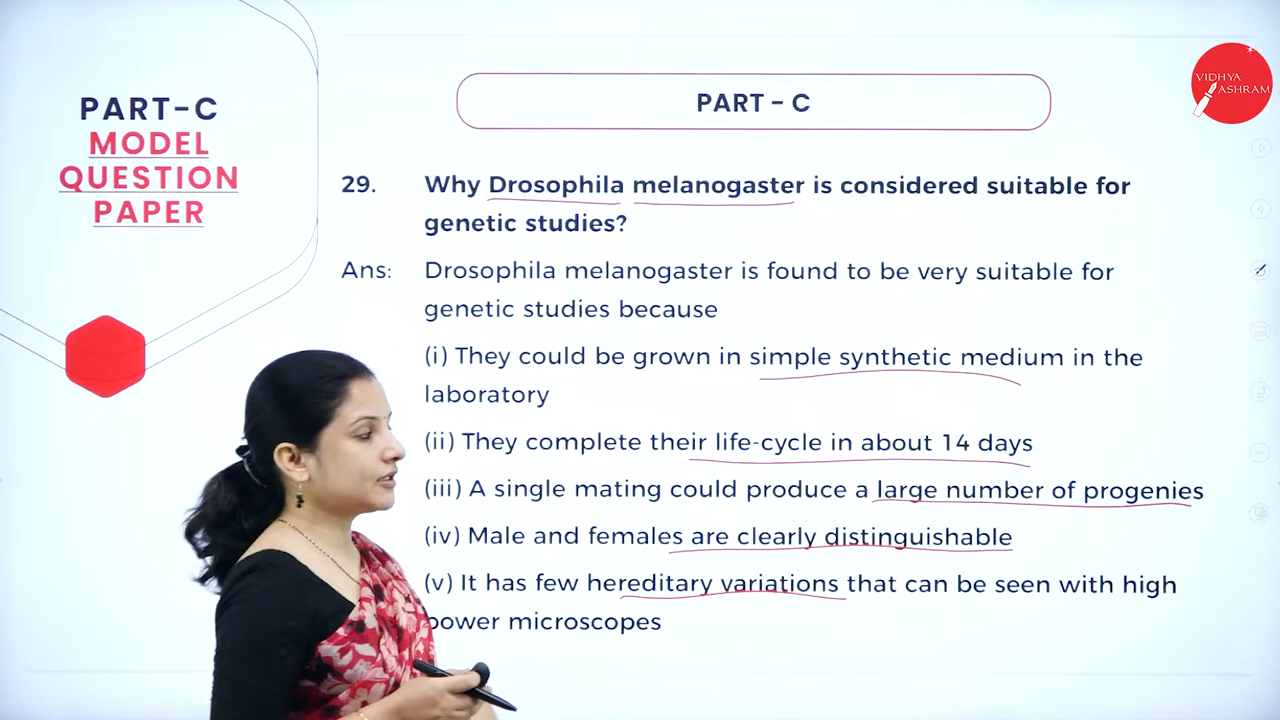 PART-C
MODEL
QUESTION
PAPER
PART - C
VIDHYA
ASHRAM
29. Why Drosophila melanogaster is considered suitable for
genetic studies?
Ans: Drosophila melanogaster is found to be very suitable for
genetic studies because
(i) They could be grown in simple synthetic medium in the
laboratory
(ii) They complete their life-cycle in about 14 days
(iii) A single mating could produce a large number of progenies
(iv) Male and females are clearly distinguishable
(v) It has few hereditary variations that can be seen with high
power microscopes